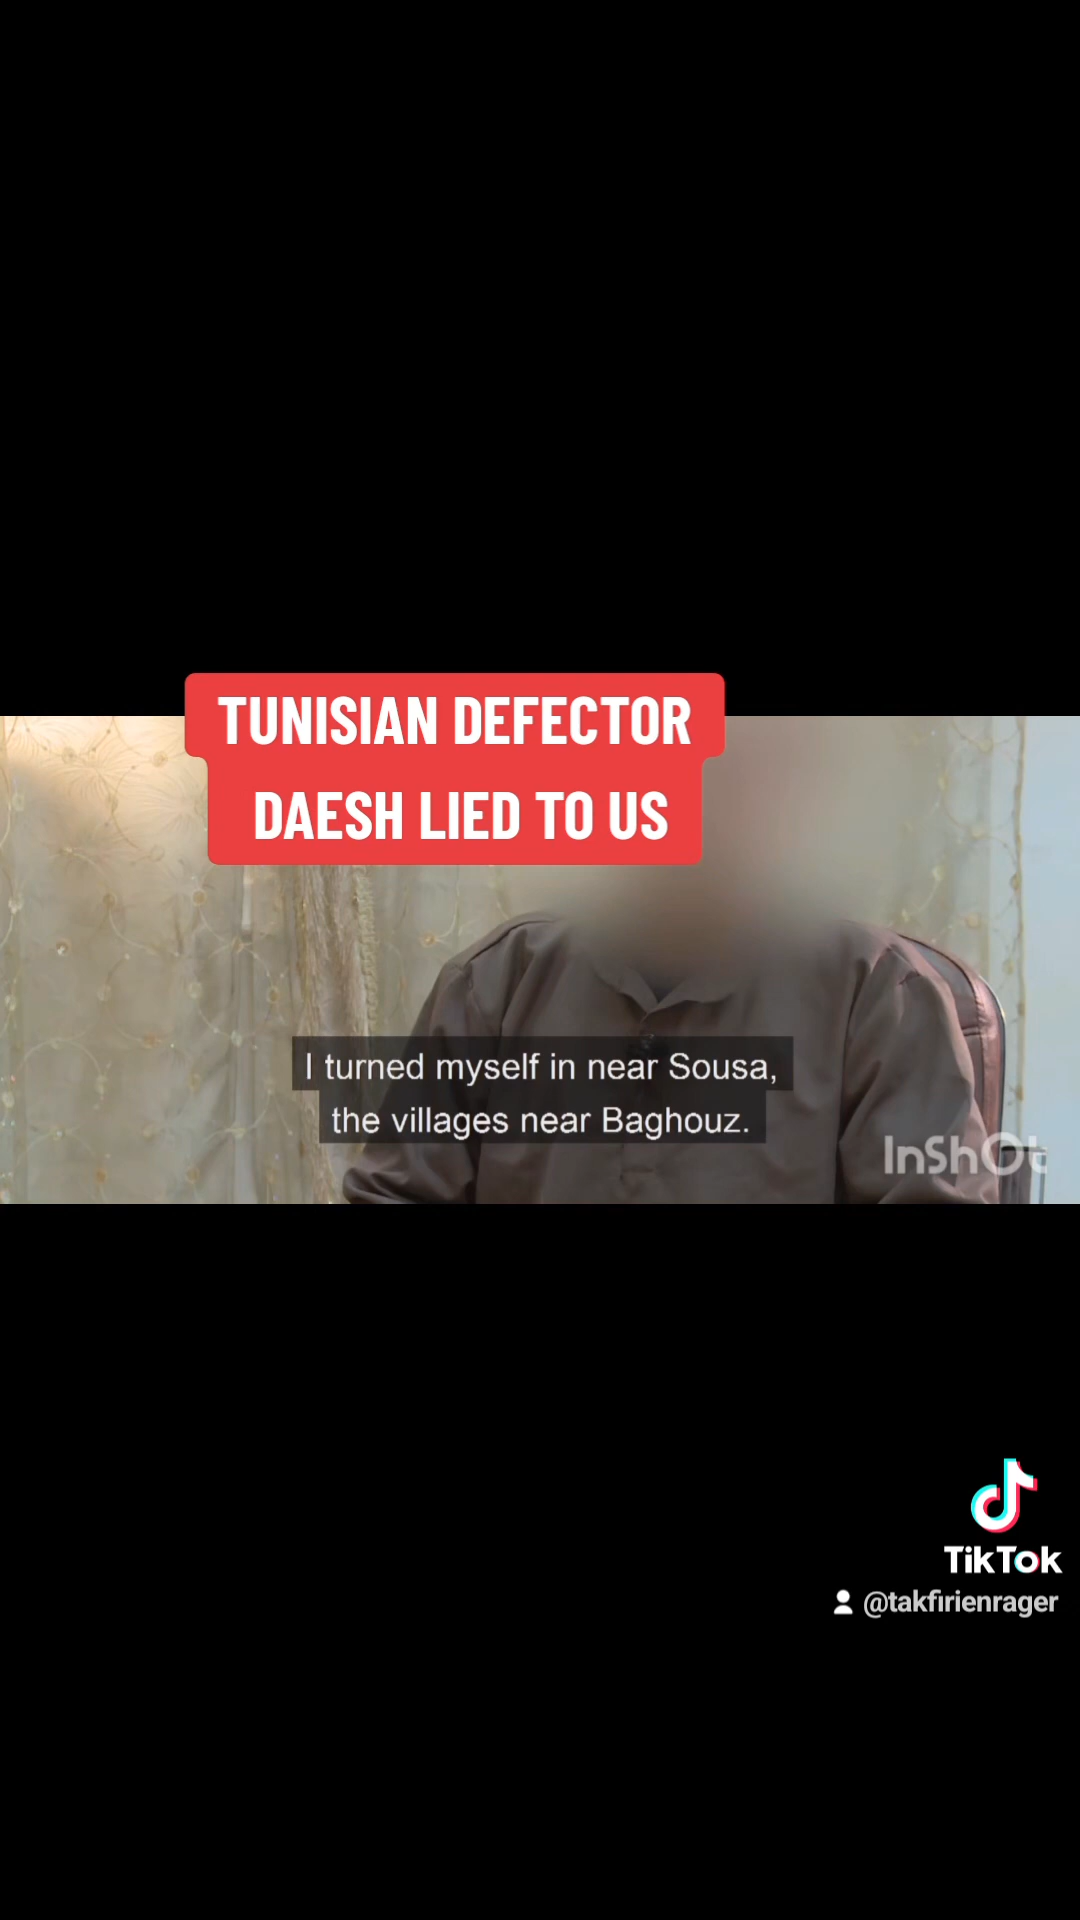 TUNISIAN DEFECTOR
DAESH LIED TO US
I turned myself in near Sousa,
the villages near Baghouz.
InShOt
TikTok
@takfirienrager